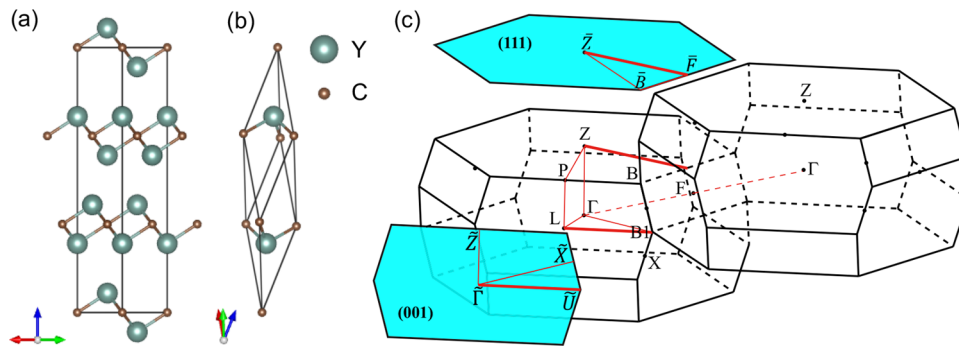 (a)
(b)
Y
C
(c)
(111)
Z̄
F̄
B̄
Z
Z
P
B
F
Γ
Γ
L
B1
X
Z̃
X̃
Γ̃
Ũ
(001)